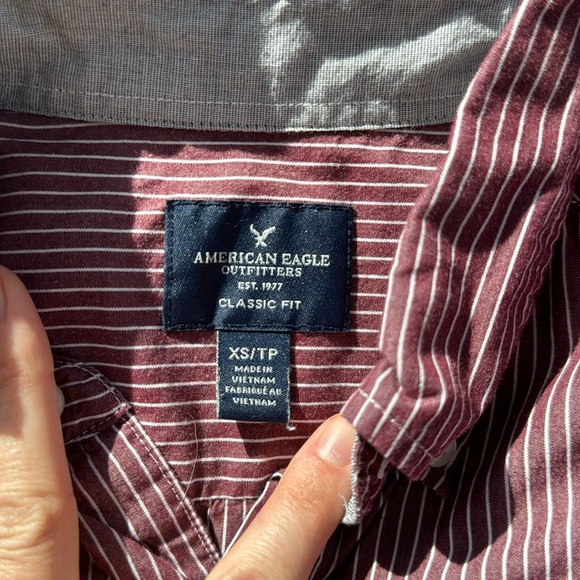 AMERICAN EAGLE
OUTFITTERS
EST. 1977
CLASSIC FIT
XS/TP
MADE IN
VIETNAM
FABRIQUÉ AU
VIETNAM